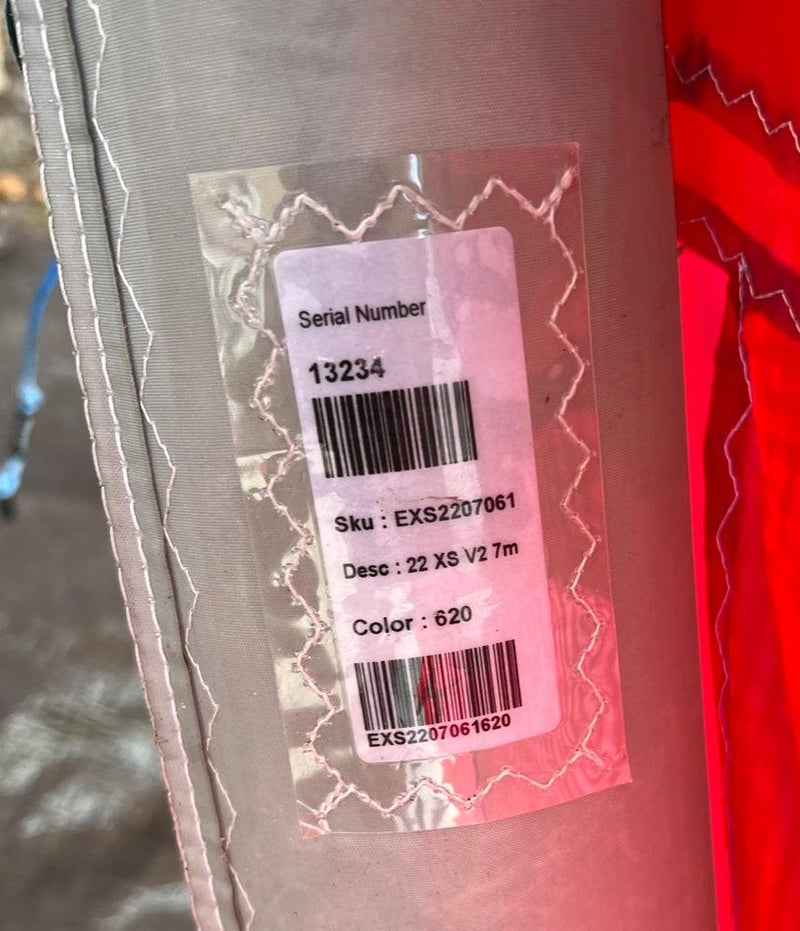 Serial Number
13234
Sku : EXS2207061
Desc : 22 XS V2 7m
Color : 620
EXS2207061620